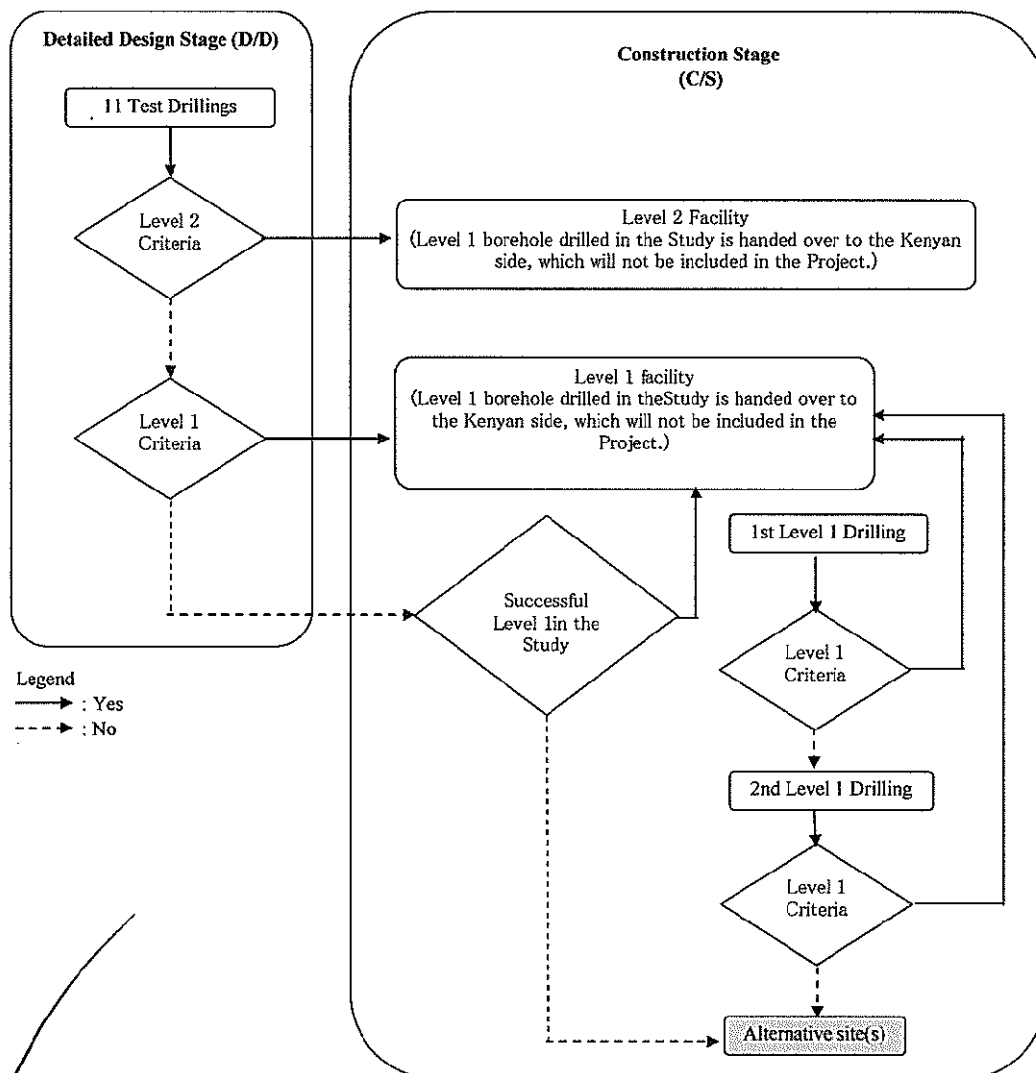 Detailed Design Stage (D/D)
11 Test Drillings
Level 2
Criteria
Level 1
Criteria
Legend
: Yes
: No
Construction Stage
(C/S)
Level 2 Facility
(Level 1 borehole drilled in the Study is handed over to the Kenyan
side, which will not be included in the Project.)
Level 1 facility
(Level 1 borehole drilled in theStudy is handed over to
the Kenyan side, which will not be included in the
Project.)
Successful
Level 1in the
Study
1st Level 1 Drilling
Level 1
Criteria
2nd Level 1 Drilling
Level 1
Criteria
Alternative site(s)